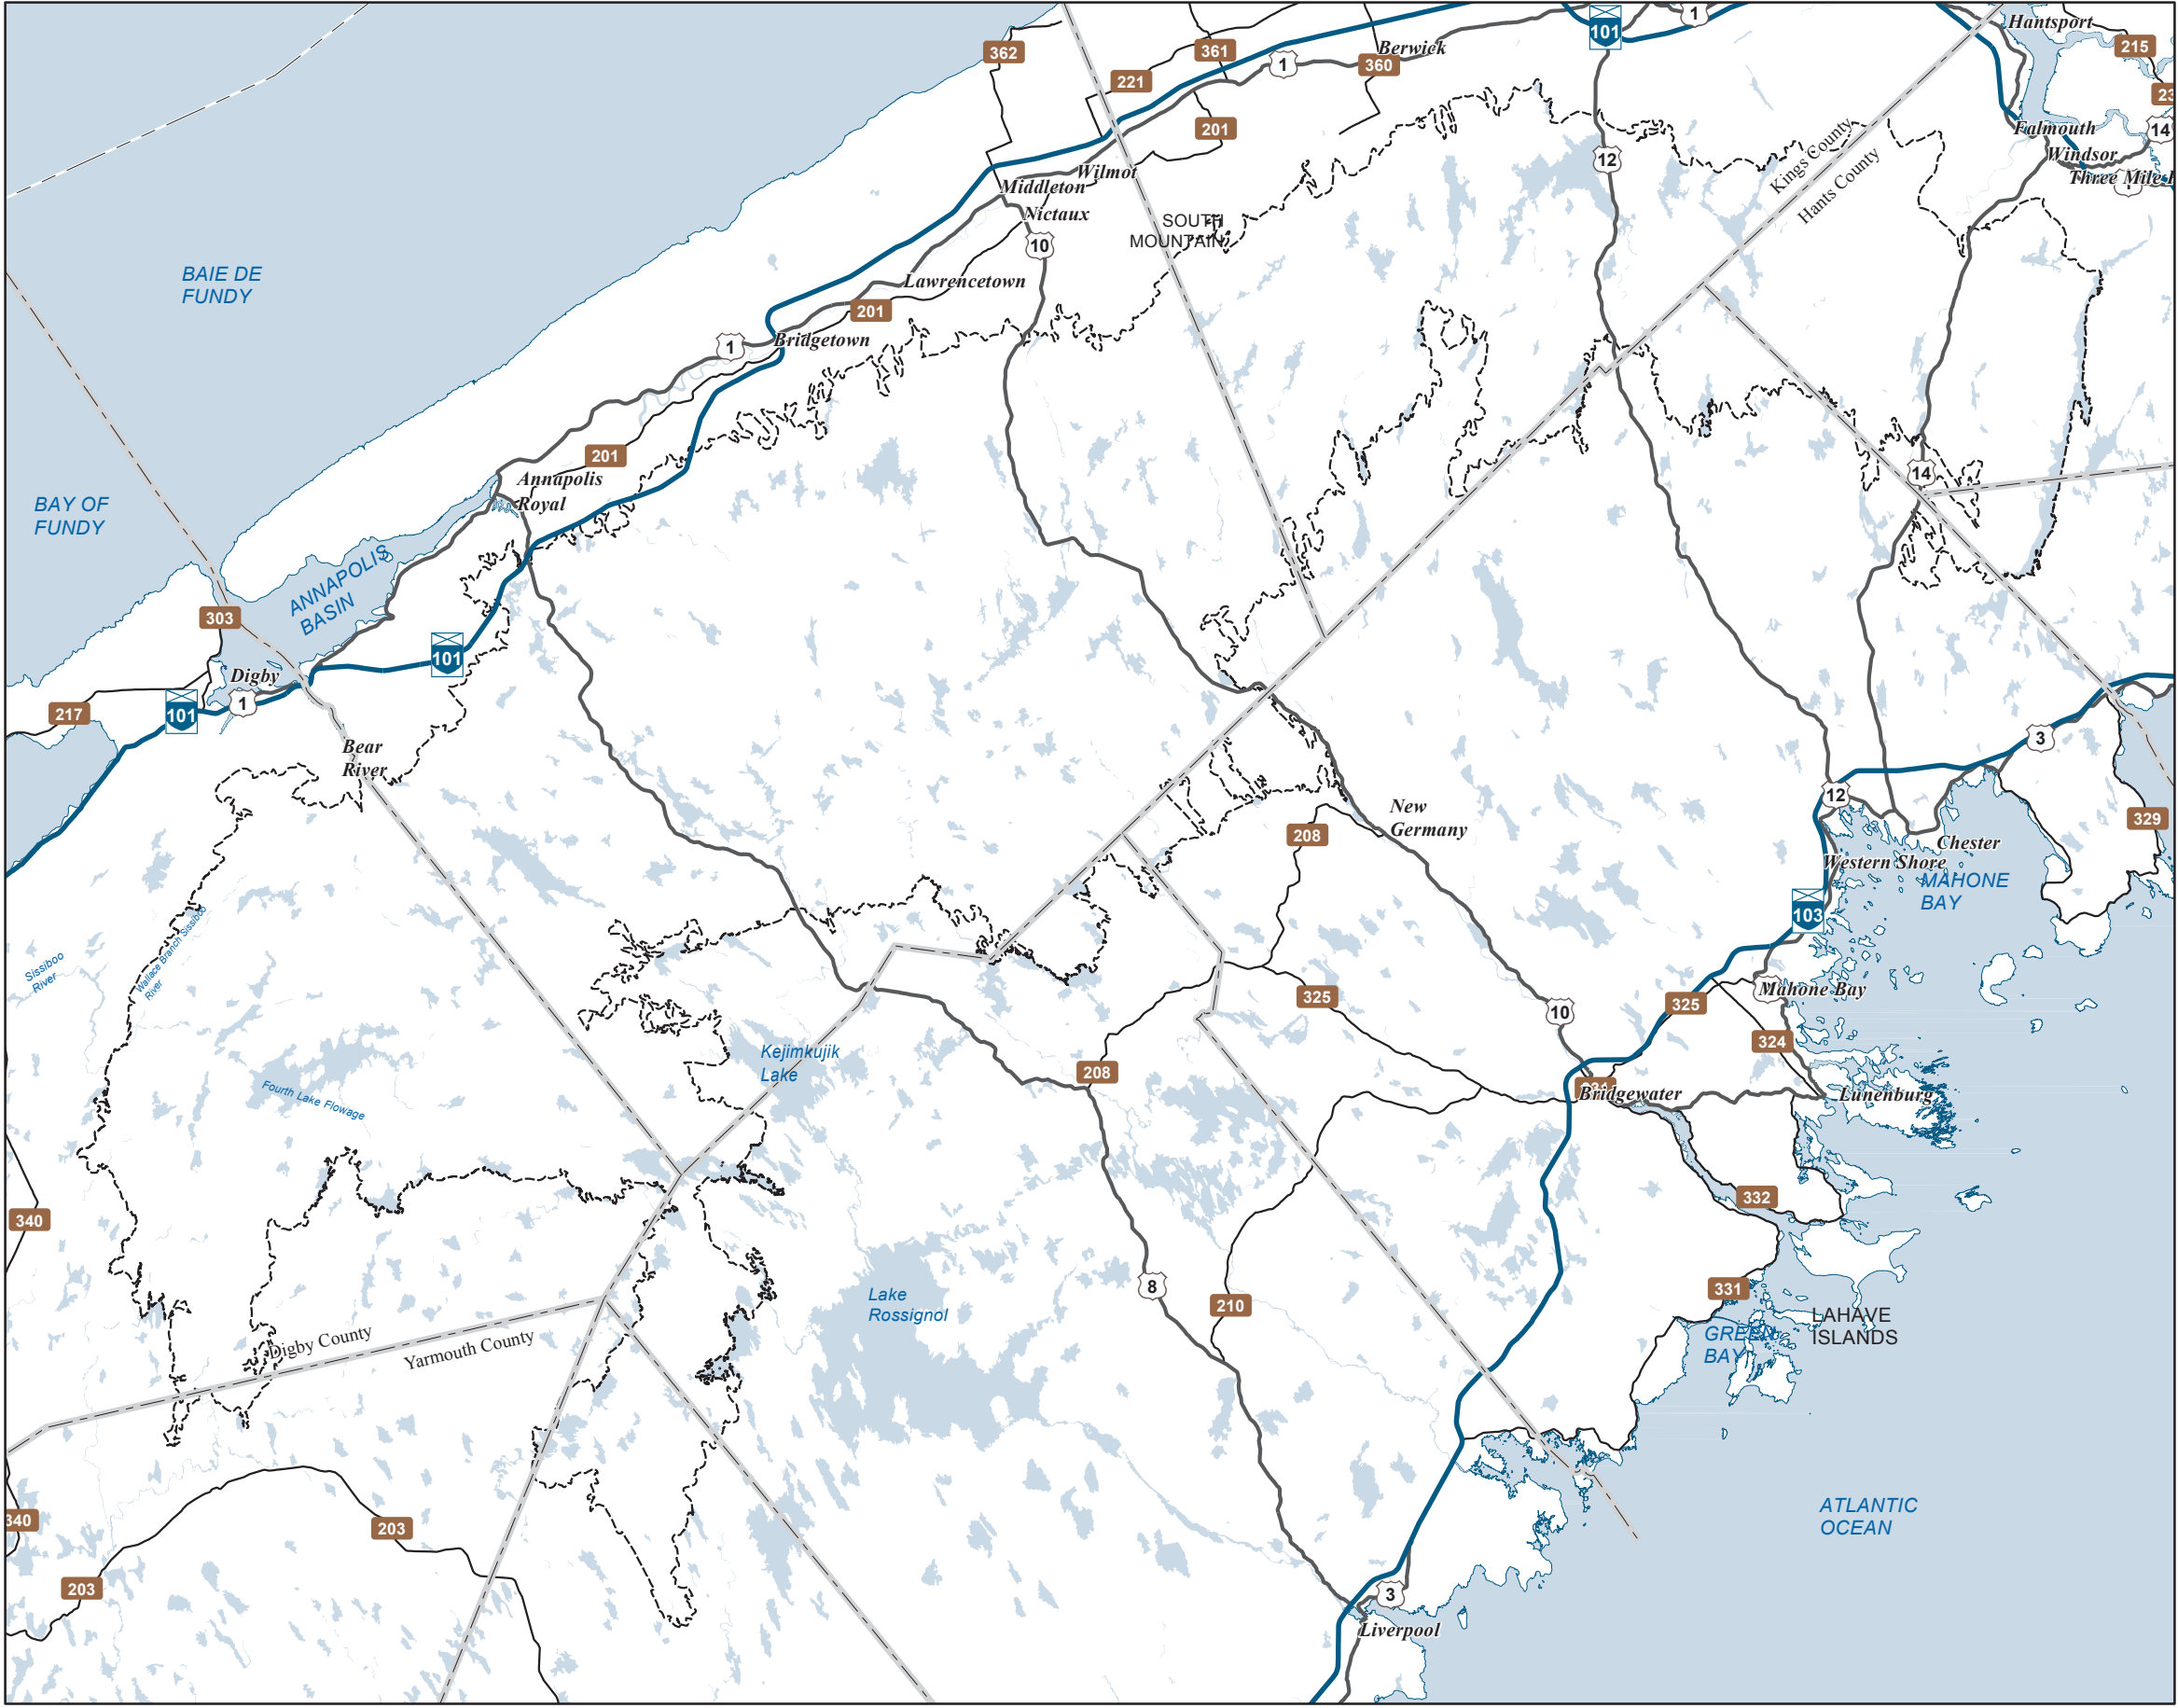 Hantsport
1
101
362
361
Berwick
215
1
360
221
23
201
Falmouth
14
12
Kings County
Windsor
Wilmot
Three Mile
Middleton
Hants County
Nictaux
SOUTH
MOUNTAIN
10
BAIE DE
FUNDY
Lawrencetown
201
Bridgetown
1
201
Annapolis
Royal
14
BAY OF
FUNDY
ANNAPOLIS
BASIN
303
101
Digby
1
217
101
3
Bear
River
12
New
Germany
208
329
Chester
Western Shore
MAHONE
BAY
103
Wallace Branch Sissiboo
River
Sissiboo
River
325
Mahone Bay
325
10
324
Kejimkujik
Lake
208
Fourth Lake Flowage
Bridgewater
Lunenburg
332
340
8
331
Lake
Rossignol
210
LAHAVE
ISLANDS
GREEN
BAY
Digby County
Yarmouth County
ATLANTIC
OCEAN
340
203
203
3
Liverpool